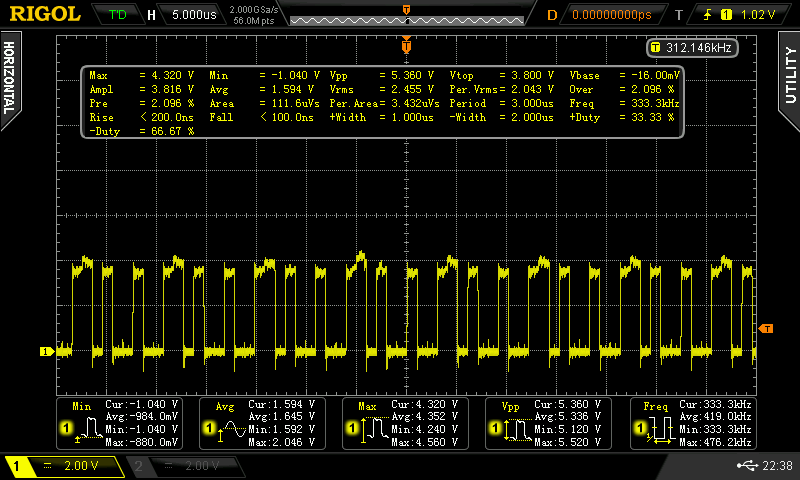 RIGOL T'D H 5.000us 2.000GSa/s 56.0M pts T D 0.00000000ps T 1 1.02 V
HORIZONTAL
UTILITY
T
T 312.146kHz
Max = 4.320 V Min = -1.040 V Vpp = 5.360 V Vtop = 3.800 V Vbase = -16.00mV
Ampl = 3.816 V Avg = 1.594 V Vrms = 2.455 V Per.Vrms= 2.043 V Over = 2.096 %
Pre = 2.096 % Area = 111.6uVs Per.Area= 3.432uVs Period = 3.000us Freq = 333.3kHz
Rise < 200.0ns Fall < 100.0ns +Width = 1.000us -Width = 2.000us +Duty = 33.33 %
-Duty = 66.67 %
T
1
Min Cur:-1.040 V
Avg:-984.0mV
1 Min:-1.040 V
Max:-880.0mV
Avg Cur:1.594 V
Avg:1.645 V
1 Min:1.592 V
Max:2.046 V
Max Cur:4.320 V
Avg:4.352 V
1 Min:4.240 V
Max:4.560 V
Vpp Cur:5.360 V
Avg:5.336 V
1 Min:5.120 V
Max:5.520 V
Freq Cur:333.3kHz
Avg:419.0kHz
1 Min:333.3kHz
Max:476.2kHz
1 2.00 V 2 2.00 V 22:38